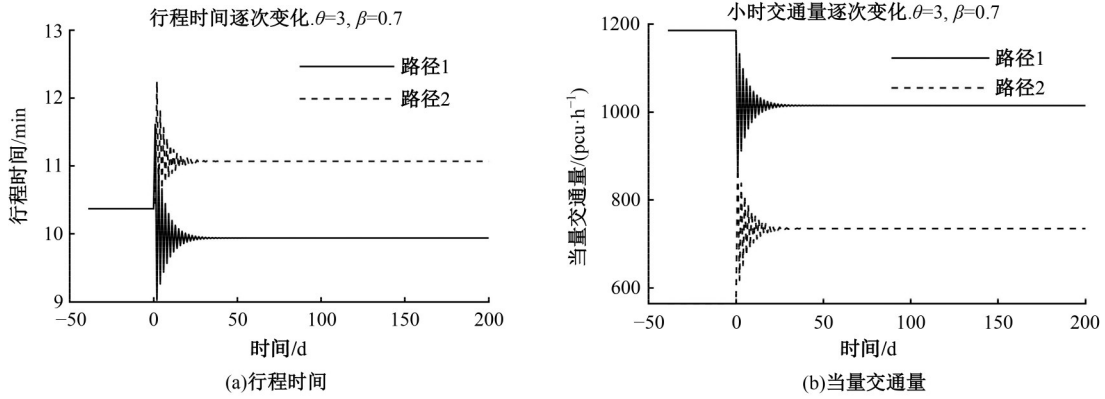 行程时间逐次变化.θ=3, β=0.7
13
12
11
10
9
行程时间/min
路径1
路径2
−50
0
50
100
150
200
时间/d
(a)行程时间
小时交通量逐次变化.θ=3, β=0.7
1200
1000
800
600
当量交通量/(pcu·h⁻¹)
路径1
路径2
−50
0
50
100
150
200
时间/d
(b)当量交通量